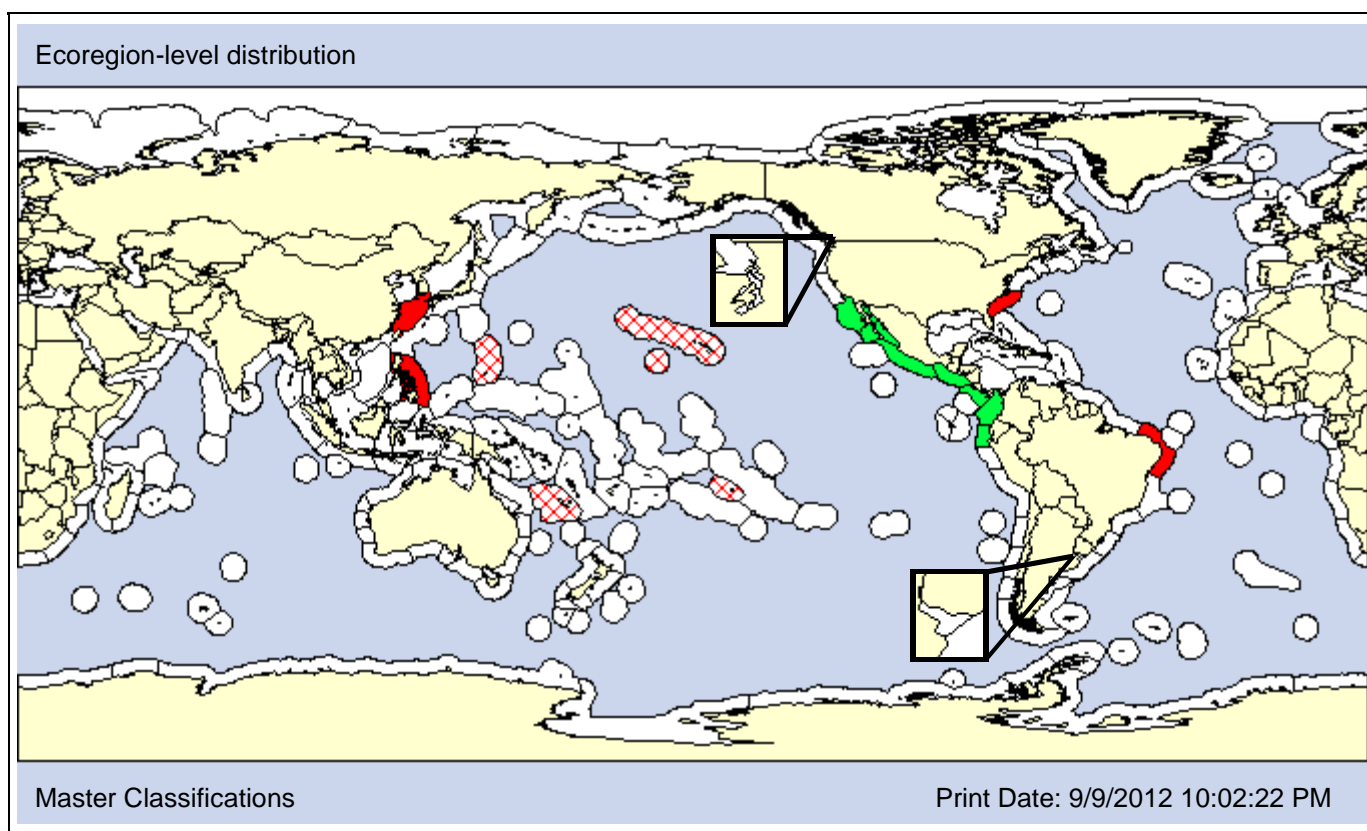 Ecoregion-level distribution
Master Classifications
Print Date: 9/9/2012 10:02:22 PM